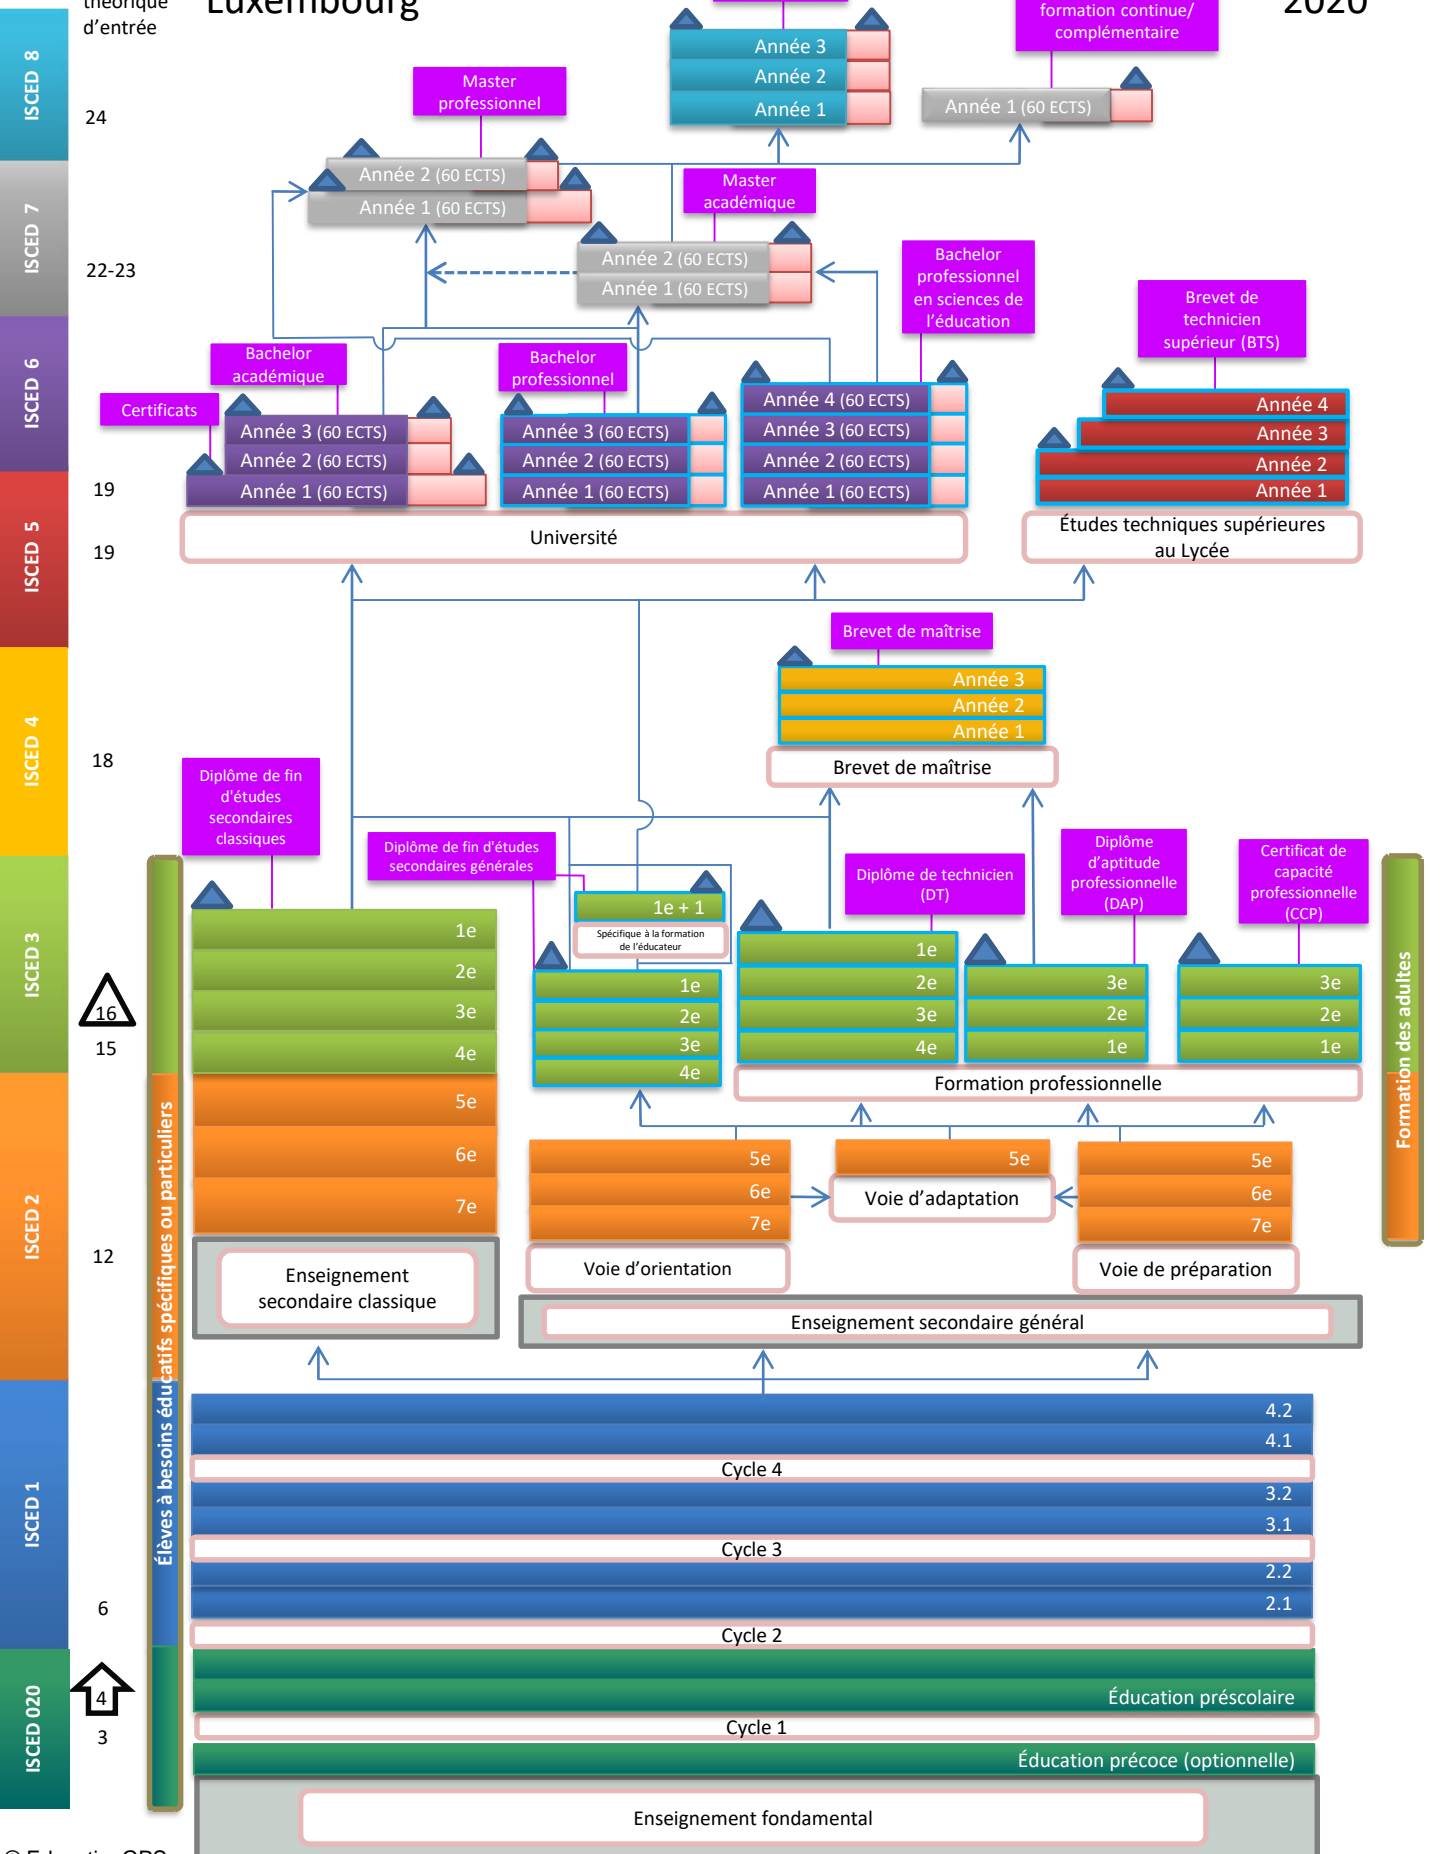 théorique
d'entrée
Luxembourg
2020
formation continue/
complémentaire
ISCED 8
24
Année 3
Année 2
Année 1
Année 1 (60 ECTS)
Master
professionnel
Année 2 (60 ECTS)
Année 1 (60 ECTS)
Master
académique
Année 2 (60 ECTS)
Année 1 (60 ECTS)
ISCED 7
22-23
Bachelor
professionnel
en sciences de
l'éducation
Brevet de
technicien
supérieur (BTS)
ISCED 6
Certificats
Bachelor
académique
Année 3 (60 ECTS)
Année 2 (60 ECTS)
Année 1 (60 ECTS)
Bachelor
professionnel
Année 3 (60 ECTS)
Année 2 (60 ECTS)
Année 1 (60 ECTS)
Année 4 (60 ECTS)
Année 3 (60 ECTS)
Année 2 (60 ECTS)
Année 1 (60 ECTS)
Année 4
Année 3
Année 2
Année 1
19
Université
Études techniques supérieures
au Lycée
ISCED 5
19
Brevet de maîtrise
Année 3
Année 2
Année 1
Brevet de maîtrise
ISCED 4
18
Diplôme de fin
d'études
secondaires
classiques
Diplôme de fin d'études
secondaires générales
Diplôme de technicien
(DT)
Diplôme
d'aptitude
professionnelle
(DAP)
Certificat de
capacité
professionnelle
(CCP)
ISCED 3
16
15
1e
2e
3e
4e
5e
6e
7e
1e + 1
Spécifique à la formation
de l'éducateur
1e
2e
3e
4e
1e
2e
3e
4e
3e
2e
1e
3e
2e
1e
Formation professionnelle
Formation des adultes
Élèves à besoins éducatifs spécifiques ou particuliers
ISCED 2
12
5e
6e
7e
Voie d'orientation
5e
Voie d'adaptation
5e
6e
7e
Voie de préparation
Enseignement
secondaire classique
Enseignement secondaire général
ISCED 1
6
4.2
4.1
Cycle 4
3.2
3.1
Cycle 3
2.2
2.1
Cycle 2
ISCED 020
4
3
Éducation préscolaire
Cycle 1
Éducation précoce (optionnelle)
Enseignement fondamental